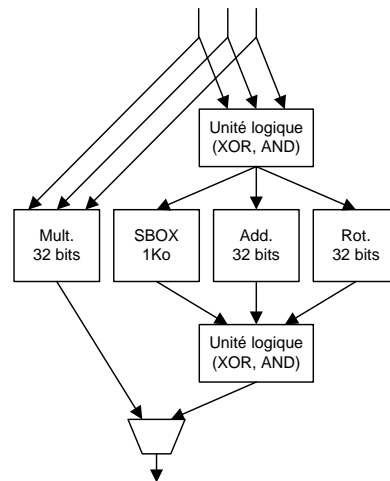 Unité logique
(XOR, AND)
Mult.
32 bits
SBOX
1Ko
Add.
32 bits
Rot.
32 bits
Unité logique
(XOR, AND)